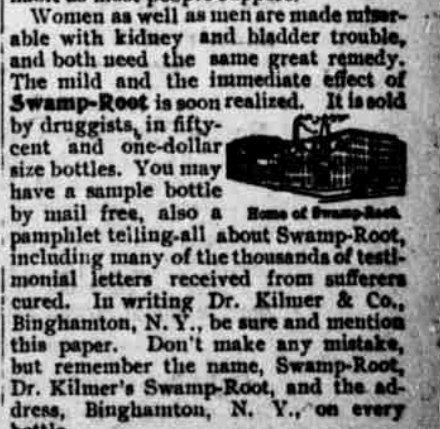 Women as well as men are made miser-
able with kidney and bladder trouble,
and both need the same great remedy.
The mild and the immediate effect of
Swamp-Root is soon realized. It is sold
by druggists, in fifty-
cent and one-dollar
size bottles. You may
have a sample bottle
by mail free, also a
Home of Swamp-Root.
pamphlet telling-all about Swamp-Root,
including many of the thousands of testi-
monial letters received from sufferers
cured. In writing Dr. Kilmer & Co.,
Binghamton, N. Y., be sure and mention
this paper. Don't make any mistake,
but remember the name, Swamp-Root,
Dr. Kilmer's Swamp-Root, and the ad-
dress, Binghamton, N. Y., on every